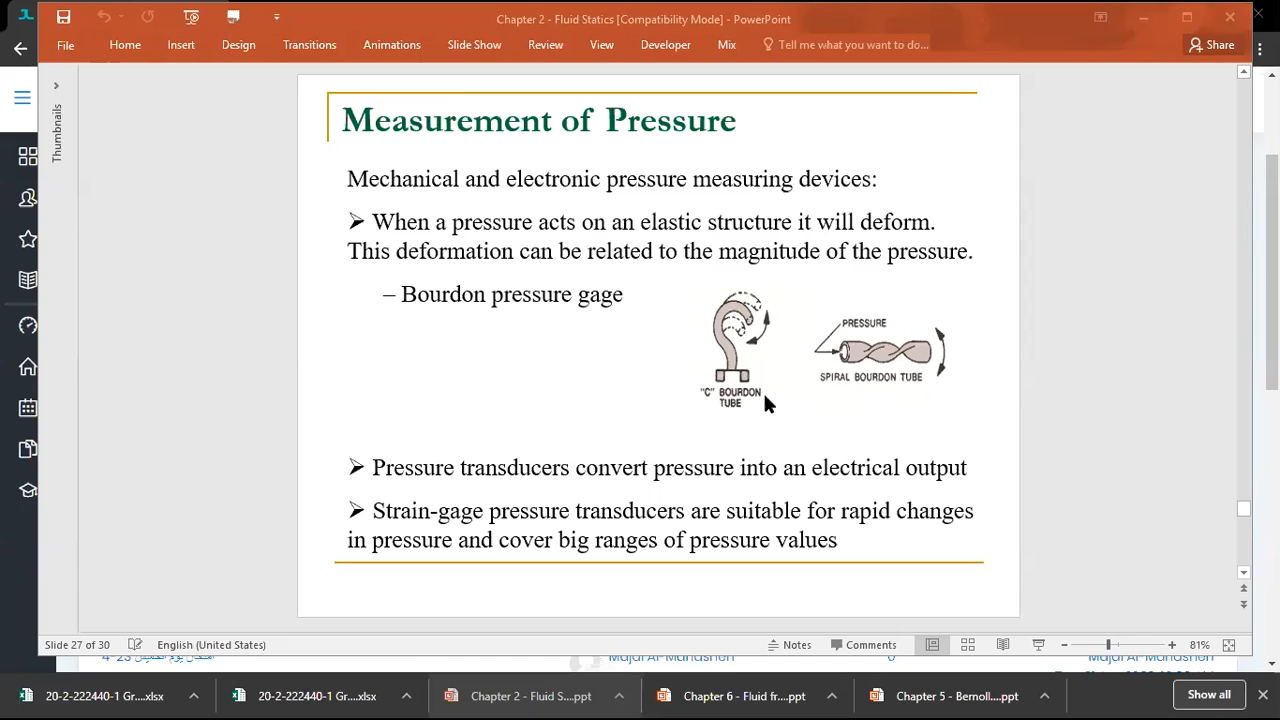 Chapter 2 - Fluid Statics [Compatibility Mode] - PowerPoint
File Home Insert Design Transitions Animations Slide Show Review View Developer Mix Tell me what you want to do... Share
Thumbnails
Measurement of Pressure
Mechanical and electronic pressure measuring devices:
➢ When a pressure acts on an elastic structure it will deform.
This deformation can be related to the magnitude of the pressure.
– Bourdon pressure gage
"C" BOURDON
TUBE
PRESSURE
SPIRAL BOURDON TUBE
➢ Pressure transducers convert pressure into an electrical output
➢ Strain-gage pressure transducers are suitable for rapid changes
in pressure and cover big ranges of pressure values
Slide 27 of 30 English (United States) Notes Comments 81%
20-2-222440-1 Gr....xlsx 20-2-222440-1 Gr....xlsx Chapter 2 - Fluid S....ppt Chapter 6 - Fluid fr....ppt Chapter 5 - Bernoll....ppt Show all